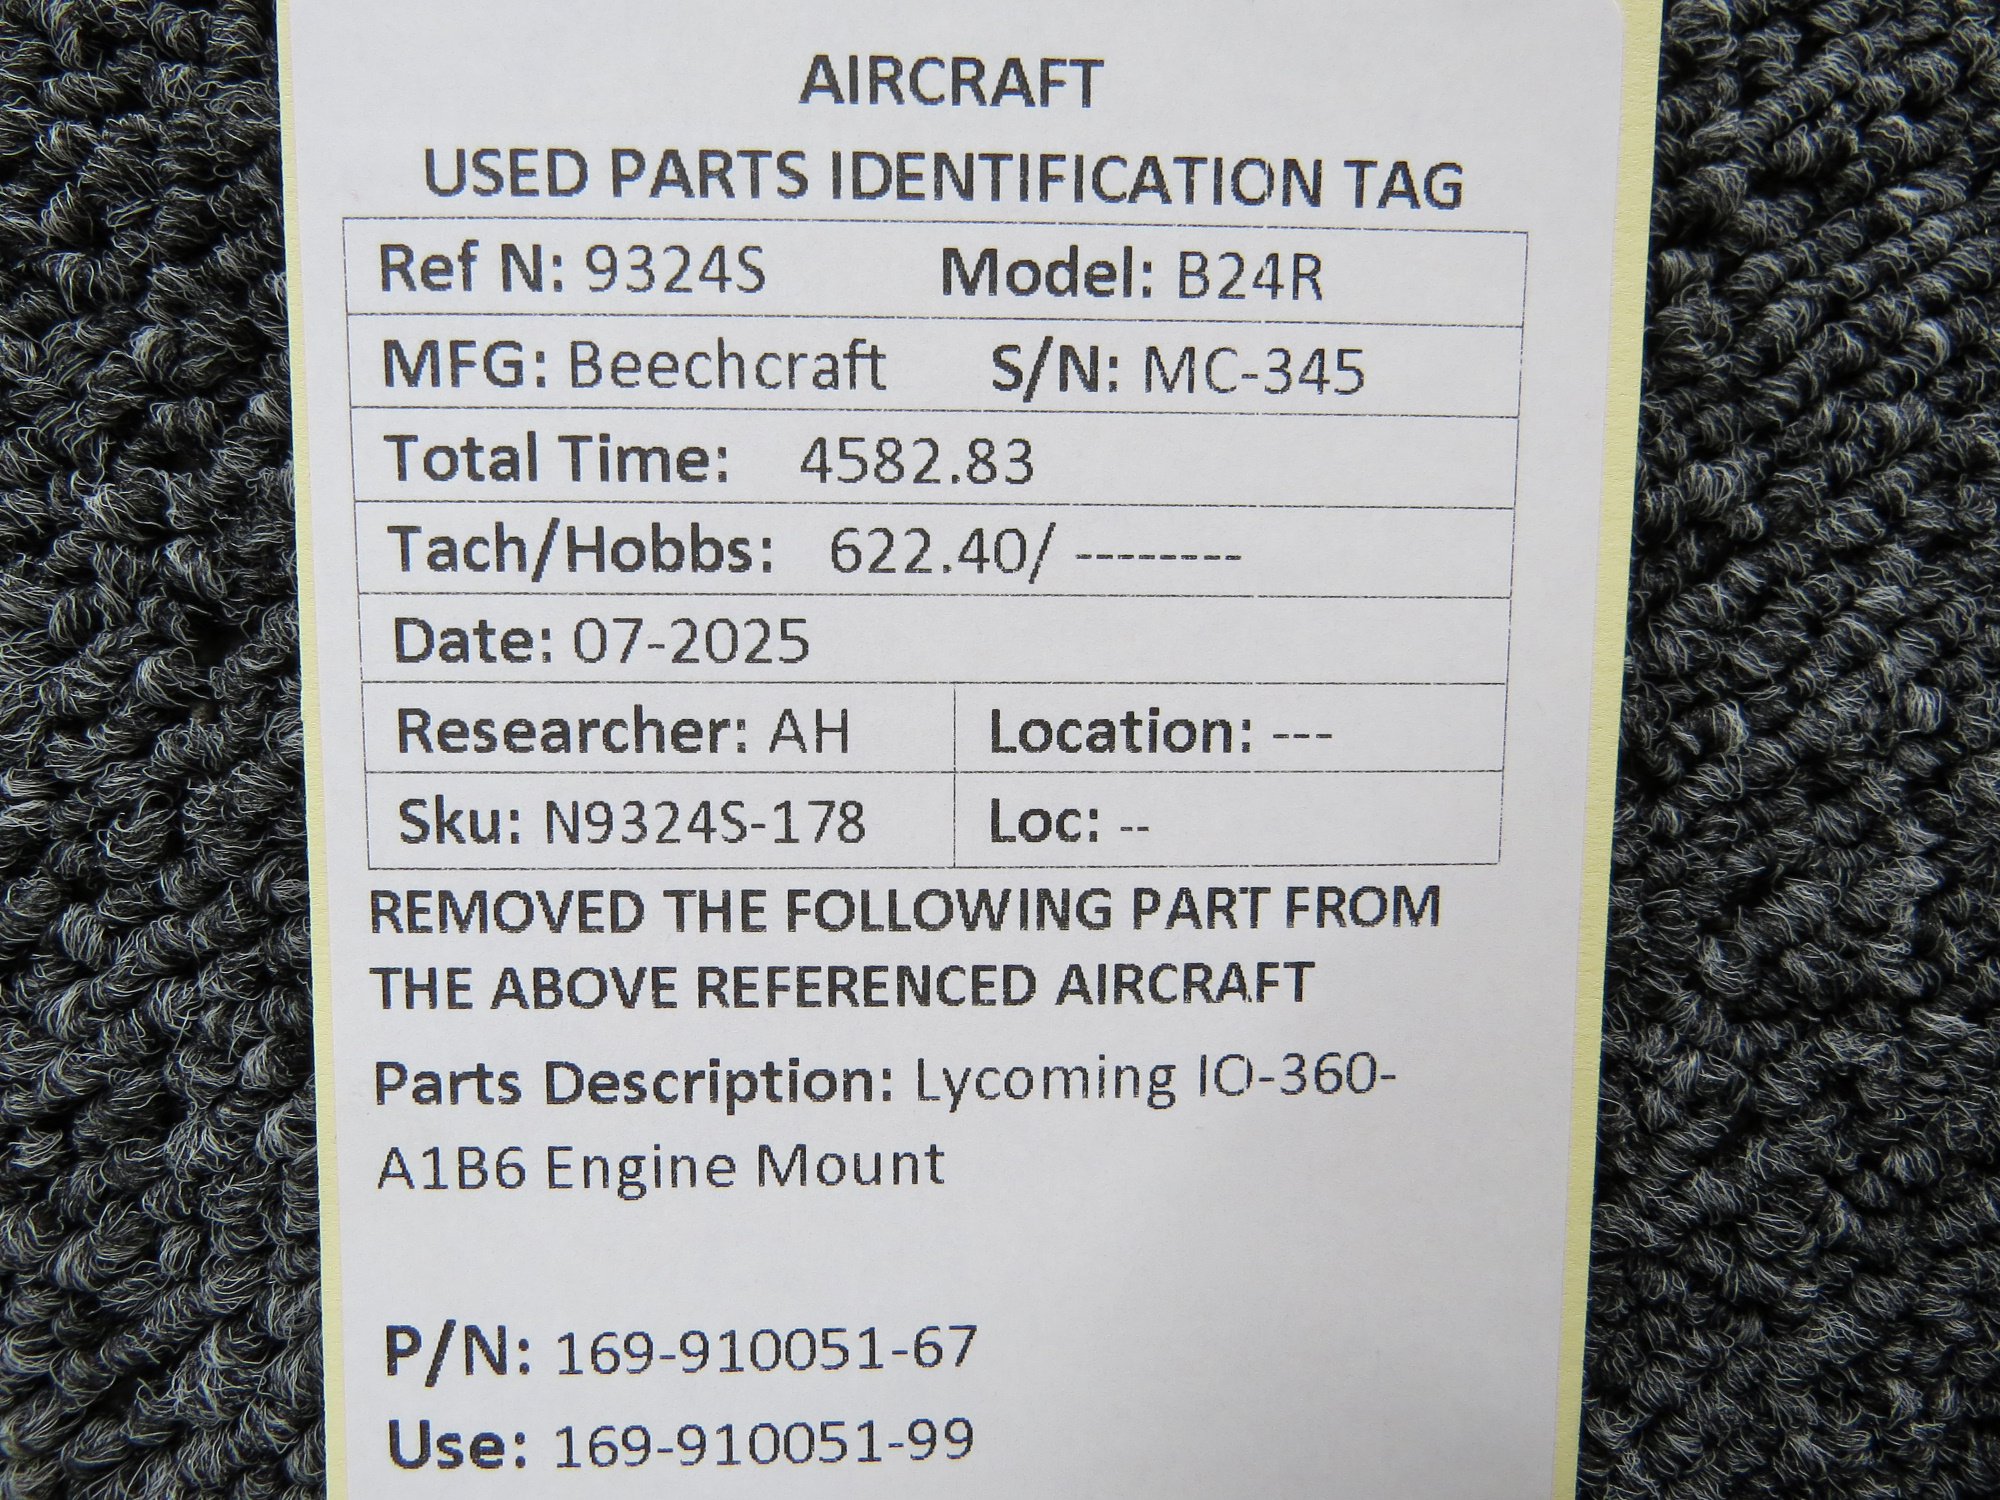 AIRCRAFT
USED PARTS IDENTIFICATION TAG
Ref N: 9324S Model: B24R
MFG: Beechcraft S/N: MC-345
Total Time: 4582.83
Tach/Hobbs: 622.40/ --------
Date: 07-2025
Researcher: AH Location: ---
Sku: N9324S-178 Loc: --
REMOVED THE FOLLOWING PART FROM
THE ABOVE REFERENCED AIRCRAFT
Parts Description: Lycoming IO-360-
A1B6 Engine Mount
P/N: 169-910051-67
Use: 169-910051-99